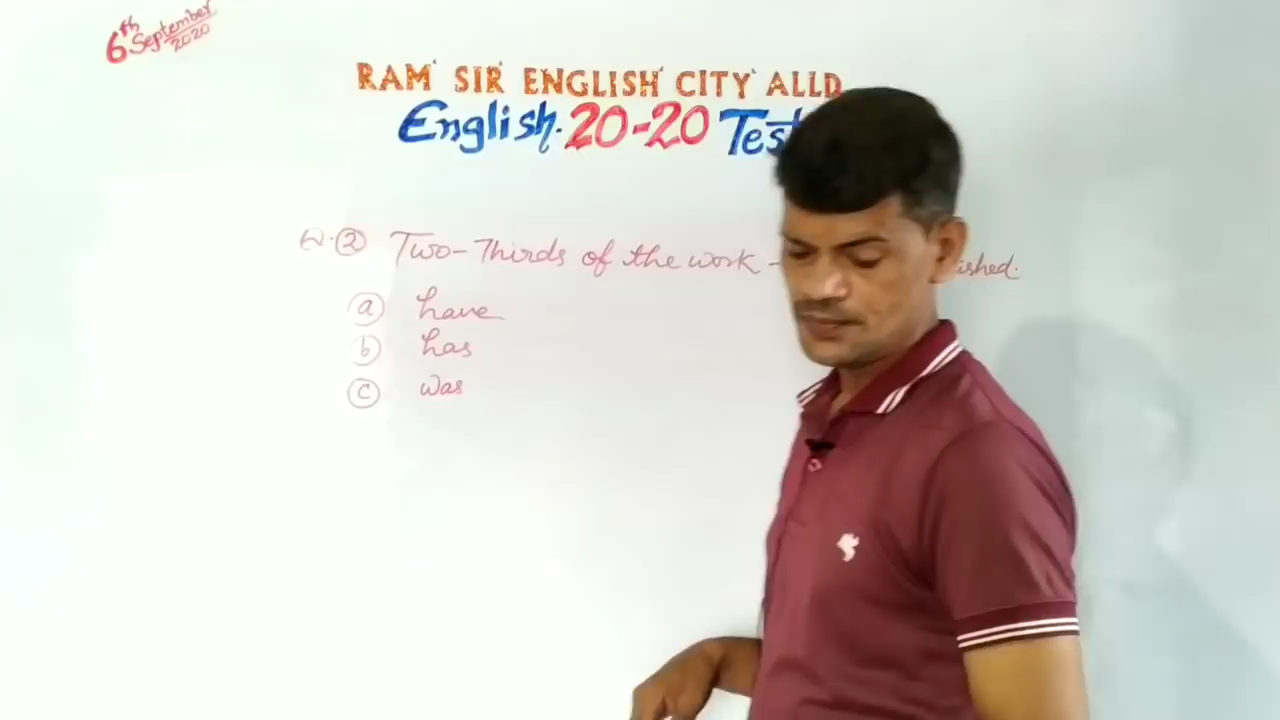 6th September 2020
RAM SIR ENGLISH CITY ALLD
English 20-20 Test
Q.② Two-Thirds of the work - ished.
ⓐ have
ⓑ has
ⓒ was